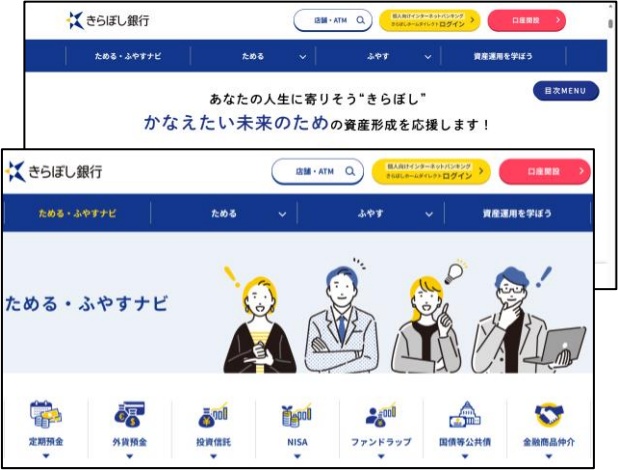 きらぼし銀行
店舗・ATM
個人向けインターネットバンキング
きらぼしホームダイレクト ログイン
口座開設
ためる・ふやすナビ
ためる
ふやす
資産運用を学ぼう
目次MENU
あなたの人生に寄りそう“きらぼし”
かなえたい未来のための資産形成を応援します！
きらぼし銀行
店舗・ATM
個人向けインターネットバンキング
きらぼしホームダイレクト ログイン
口座開設
ためる・ふやすナビ
ためる
ふやす
資産運用を学ぼう
ためる・ふやすナビ
定期預金
外貨預金
投資信託
NISA
ファンドラップ
国債等公共債
金融商品仲介